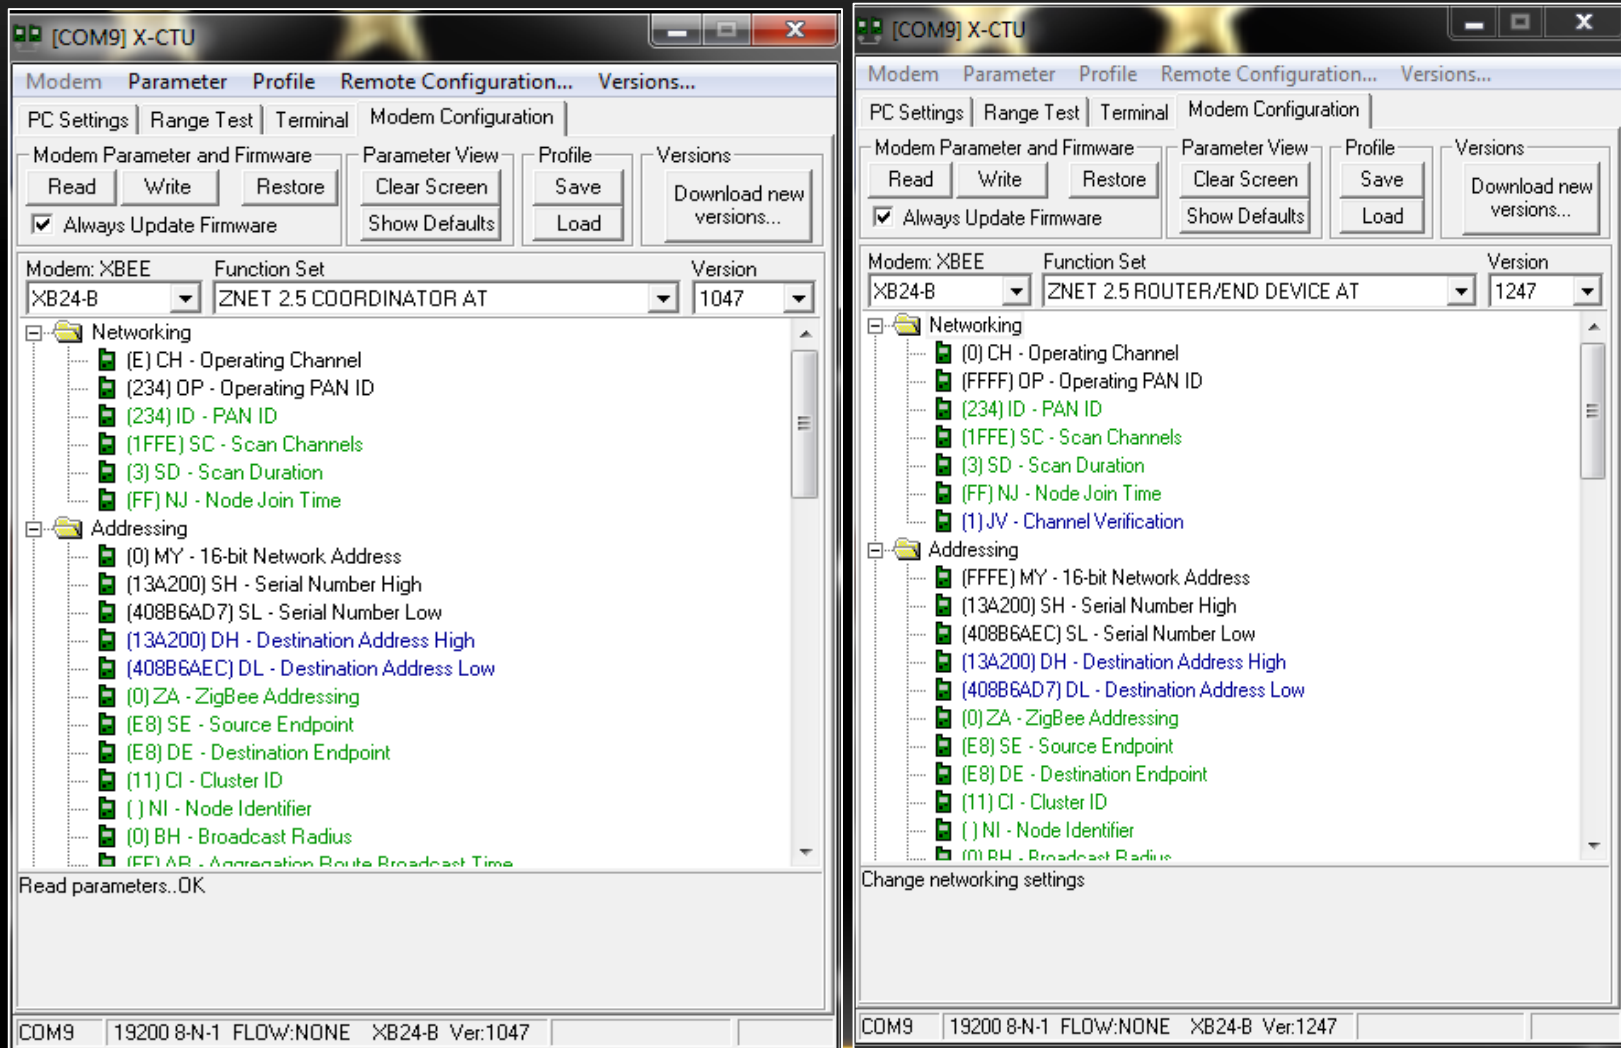 [COM9] X-CTU
Modem Parameter Profile Remote Configuration... Versions...
PC Settings Range Test Terminal Modem Configuration
Modem Parameter and Firmware Parameter View Profile Versions
Read Write Restore Clear Screen Save Download new versions...
Always Update Firmware Show Defaults Load
Modem: XBEE Function Set Version
XB24-B ZNET 2.5 COORDINATOR AT 1047
Networking
(E) CH - Operating Channel
(234) OP - Operating PAN ID
(234) ID - PAN ID
(1FFE) SC - Scan Channels
(3) SD - Scan Duration
(FF) NJ - Node Join Time
Addressing
(0) MY - 16-bit Network Address
(13A200) SH - Serial Number High
(408B6AD7) SL - Serial Number Low
(13A200) DH - Destination Address High
(408B6AEC) DL - Destination Address Low
(0) ZA - ZigBee Addressing
(E8) SE - Source Endpoint
(E8) DE - Destination Endpoint
(11) CI - Cluster ID
( ) NI - Node Identifier
(0) BH - Broadcast Radius
(FF) AR - Aggregation Route Broadcast Time
Read parameters..OK
COM9 19200 8-N-1 FLOW:NONE XB24-B Ver:1047
[COM9] X-CTU
Modem Parameter Profile Remote Configuration... Versions...
PC Settings Range Test Terminal Modem Configuration
Modem Parameter and Firmware Parameter View Profile Versions
Read Write Restore Clear Screen Save Download new versions...
Always Update Firmware Show Defaults Load
Modem: XBEE Function Set Version
XB24-B ZNET 2.5 ROUTER/END DEVICE AT 1247
Networking
(0) CH - Operating Channel
(FFFF) OP - Operating PAN ID
(234) ID - PAN ID
(1FFE) SC - Scan Channels
(3) SD - Scan Duration
(FF) NJ - Node Join Time
(1) JV - Channel Verification
Addressing
(FFFE) MY - 16-bit Network Address
(13A200) SH - Serial Number High
(408B6AEC) SL - Serial Number Low
(13A200) DH - Destination Address High
(408B6AD7) DL - Destination Address Low
(0) ZA - ZigBee Addressing
(E8) SE - Source Endpoint
(E8) DE - Destination Endpoint
(11) CI - Cluster ID
( ) NI - Node Identifier
(0) BH - Broadcast Radius
Change networking settings
COM9 19200 8-N-1 FLOW:NONE XB24-B Ver:1247